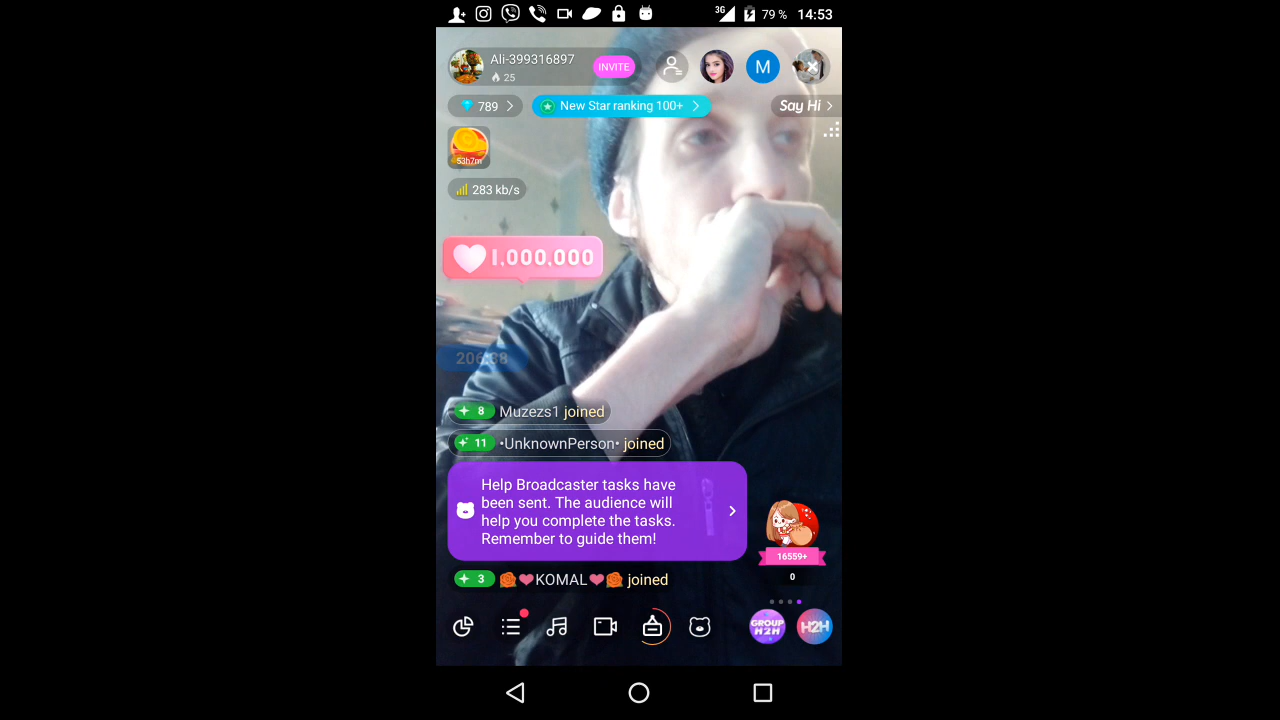 3G 79 % 14:53
Ali-399316897
25
INVITE
M
789
New Star ranking 100+
Say Hi
53h7m
283 kb/s
1,000,000
8 Muzezs1 joined
11 •UnknownPerson• joined
Help Broadcaster tasks have
been sent. The audience will
help you complete the tasks.
Remember to guide them!
16559+
0
3 KOMAL joined
GROUP
H2H
H2H